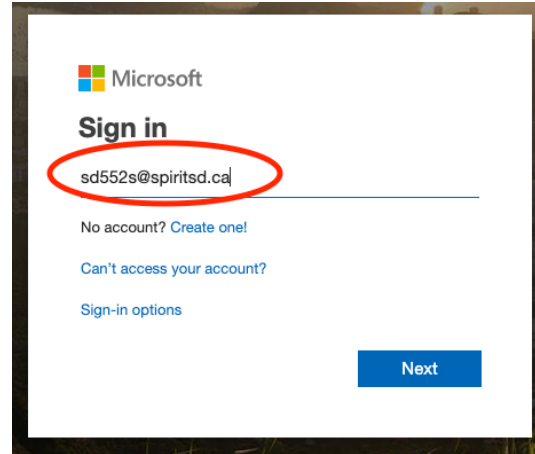 Microsoft
Sign in
sd552s@spiritsd.ca
No account? Create one!
Can't access your account?
Sign-in options
Next